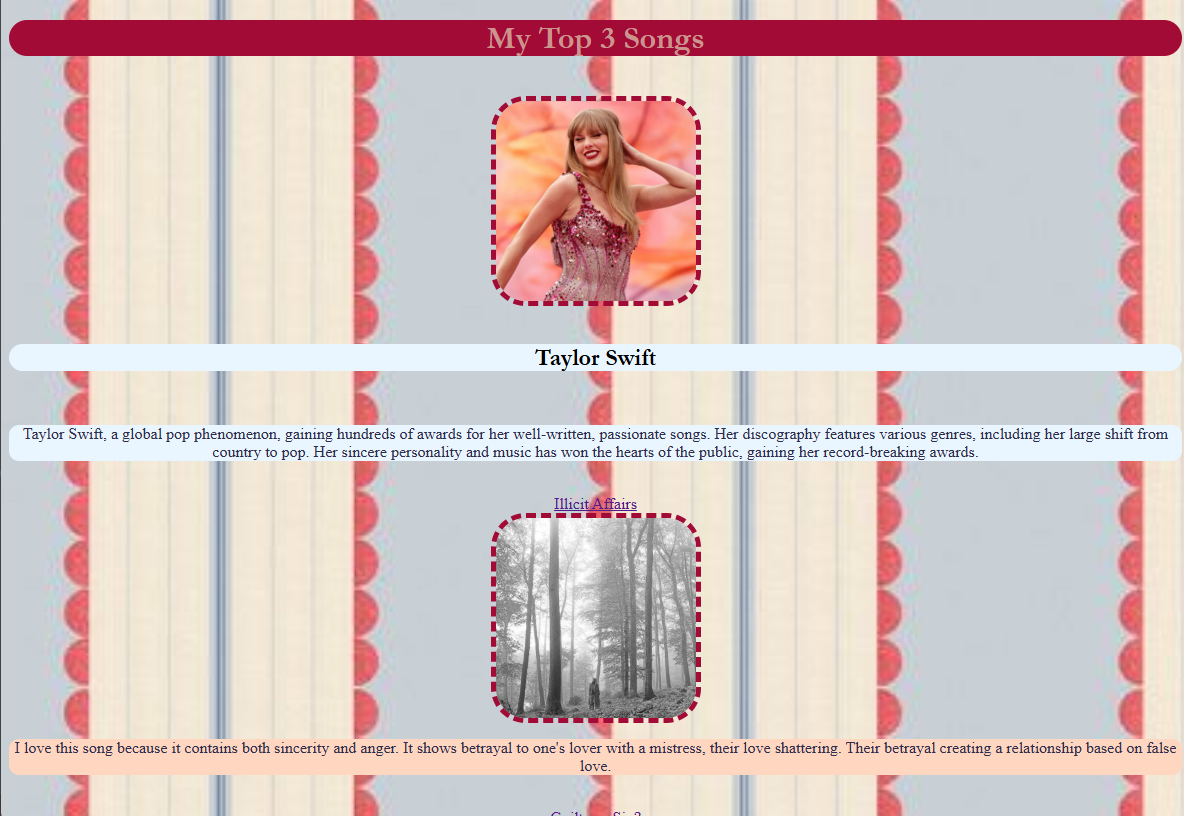 My Top 3 Songs
Taylor Swift
Taylor Swift, a global pop phenomenon, gaining hundreds of awards for her well-written, passionate songs. Her discography features various genres, including her large shift from
country to pop. Her sincere personality and music has won the hearts of the public, gaining her record-breaking awards.
Illicit Affairs
I love this song because it contains both sincerity and anger. It shows betrayal to one's lover with a mistress, their love shattering. Their betrayal creating a relationship based on false
love.